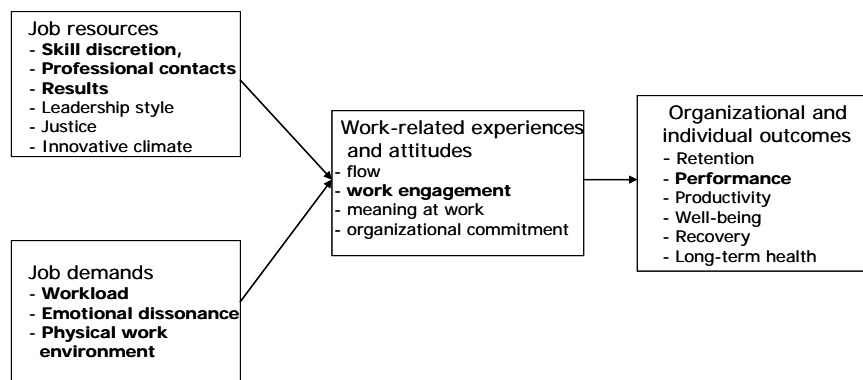 Job resources
- Skill discretion,
- Professional contacts
- Results
- Leadership style
- Justice
- Innovative climate
Job demands
- Workload
- Emotional dissonance
- Physical work
environment
Work-related experiences
and attitudes
- flow
- work engagement
- meaning at work
- organizational commitment
Organizational and
individual outcomes
- Retention
- Performance
- Productivity
- Well-being
- Recovery
- Long-term health